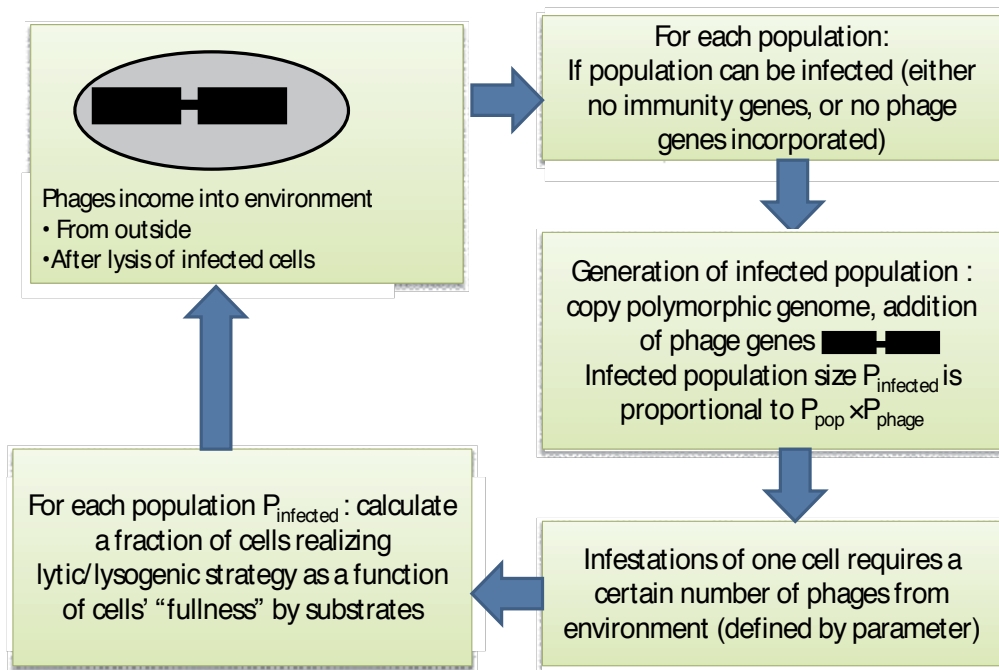 Phages income into environment
• From outside
•After lysis of infected cells
For each population:
If population can be infected (either
no immunity genes, or no phage
genes incorporated)
Generation of infected population :
copy polymorphic genome, addition
of phage genes
Infected population size Pinfected is
proportional to Ppop ×Pphage
Infestations of one cell requires a
certain number of phages from
environment (defined by parameter)
For each population Pinfected : calculate
a fraction of cells realizing
lytic/lysogenic strategy as a function
of cells’ “fullness” by substrates